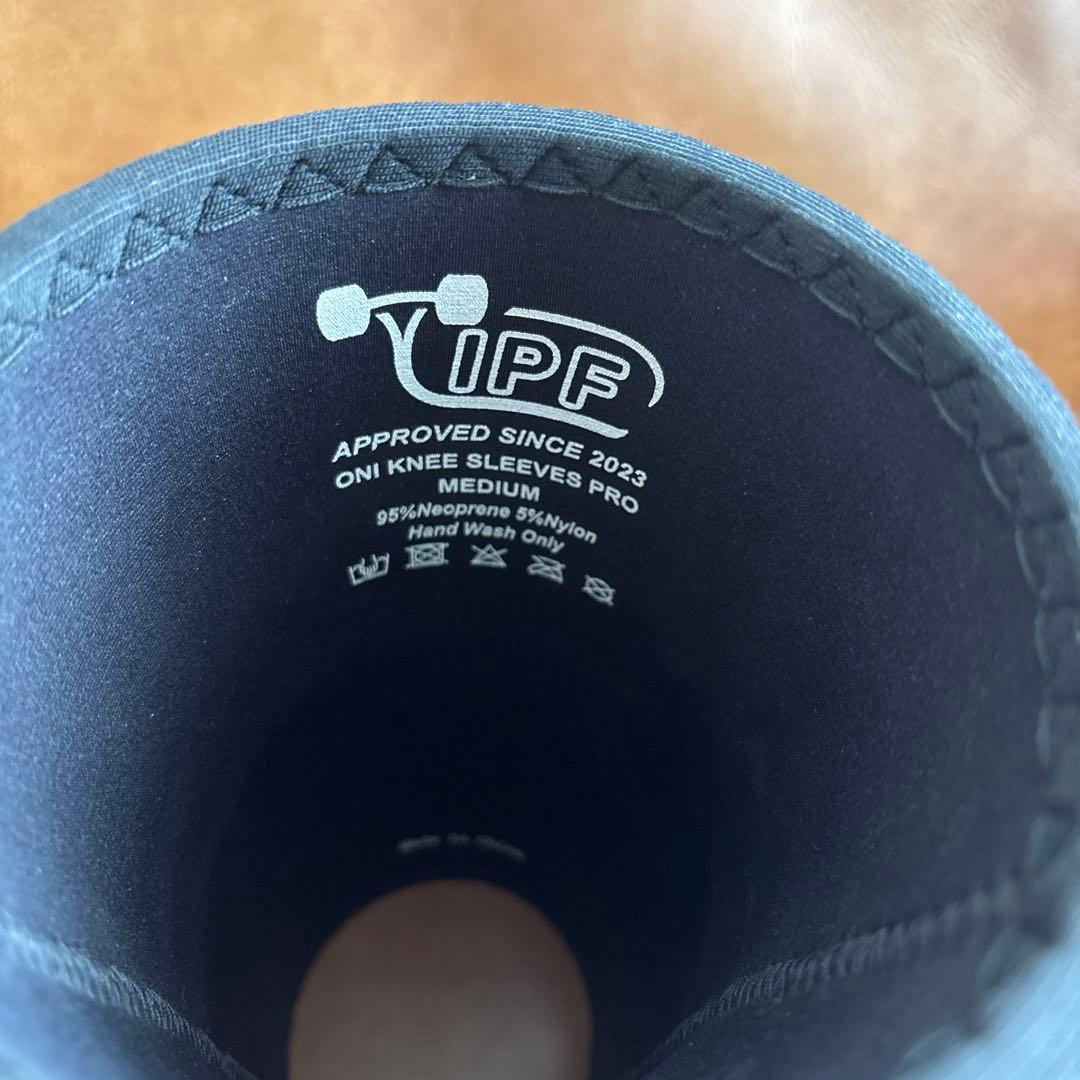 IPF
APPROVED SINCE 2023
ONI KNEE SLEEVES PRO
MEDIUM
95%Neoprene 5%Nylon
Hand Wash Only